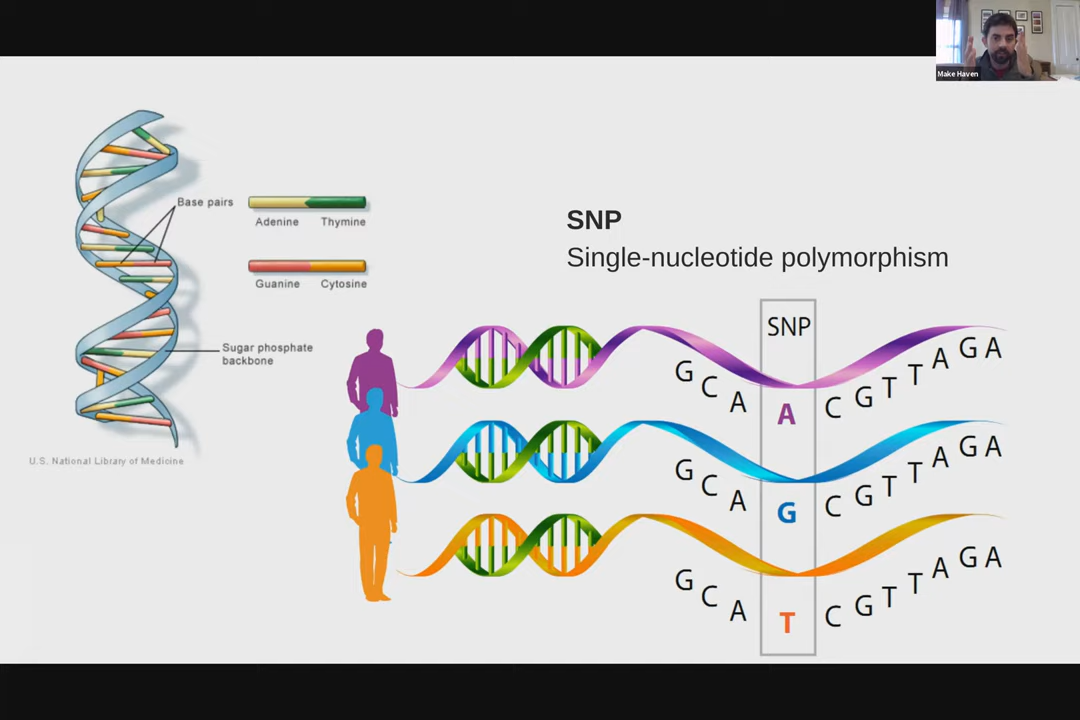 Make Haven
Base pairs
Adenine Thymine
Guanine Cytosine
Sugar phosphate
backbone
U.S. National Library of Medicine
SNP
Single-nucleotide polymorphism
SNP
G C A A C G T T A G A
G C A G C G T T A G A
G C A T C G T T A G A